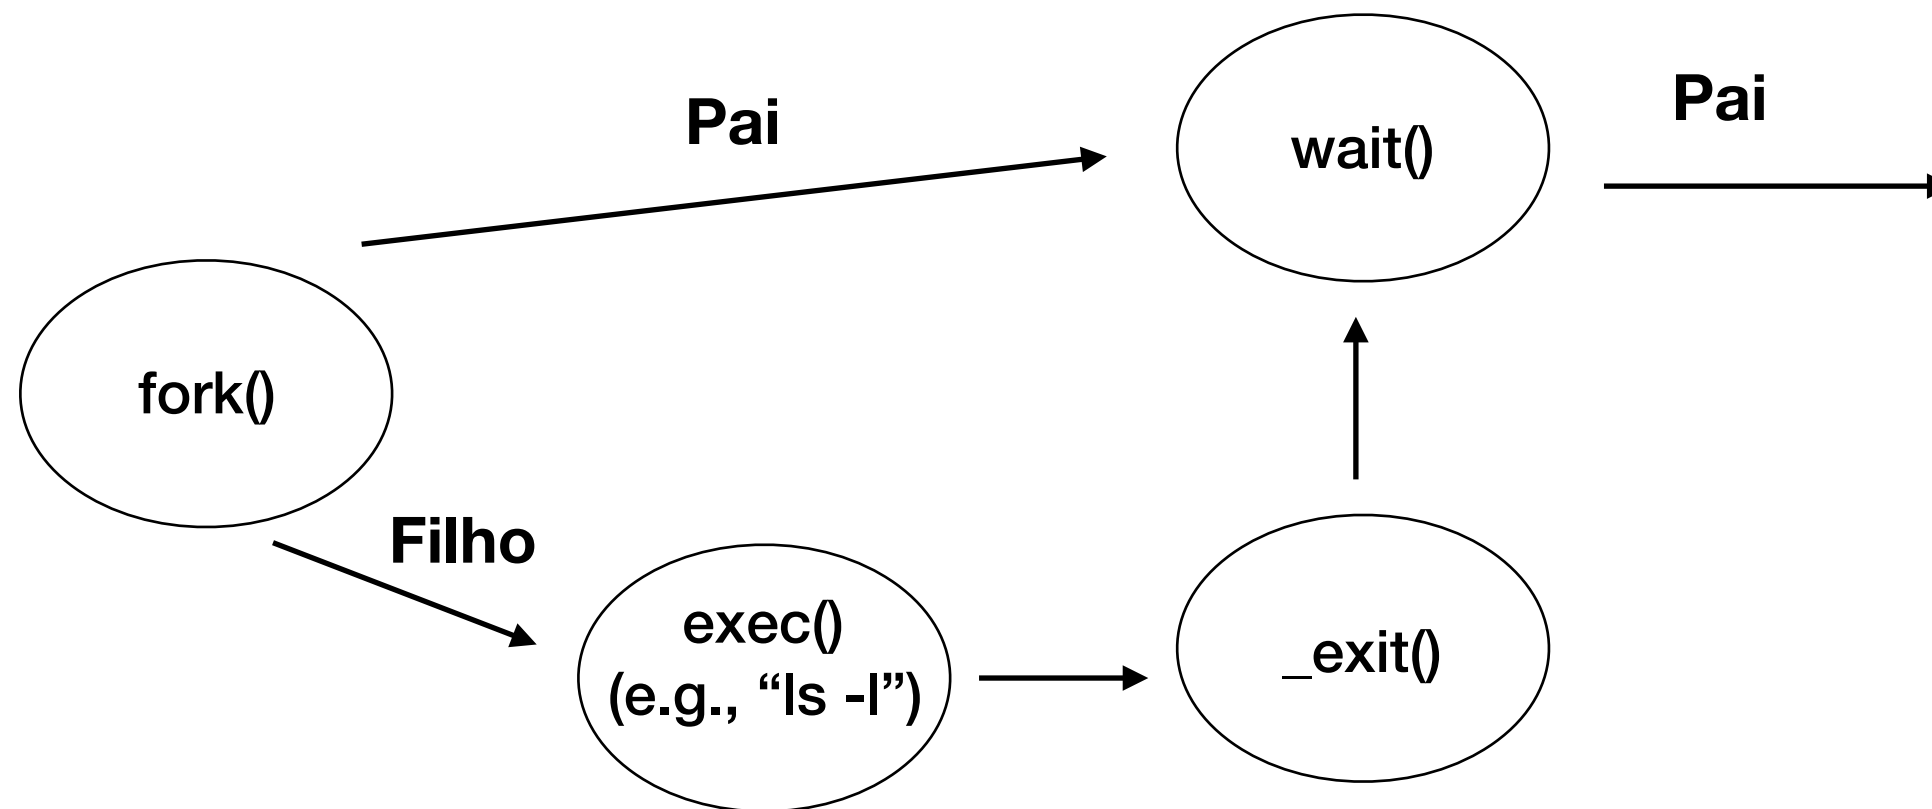 Pai
wait()
Pai
fork()
Filho
exec()
(e.g., “ls -l”)
_exit()